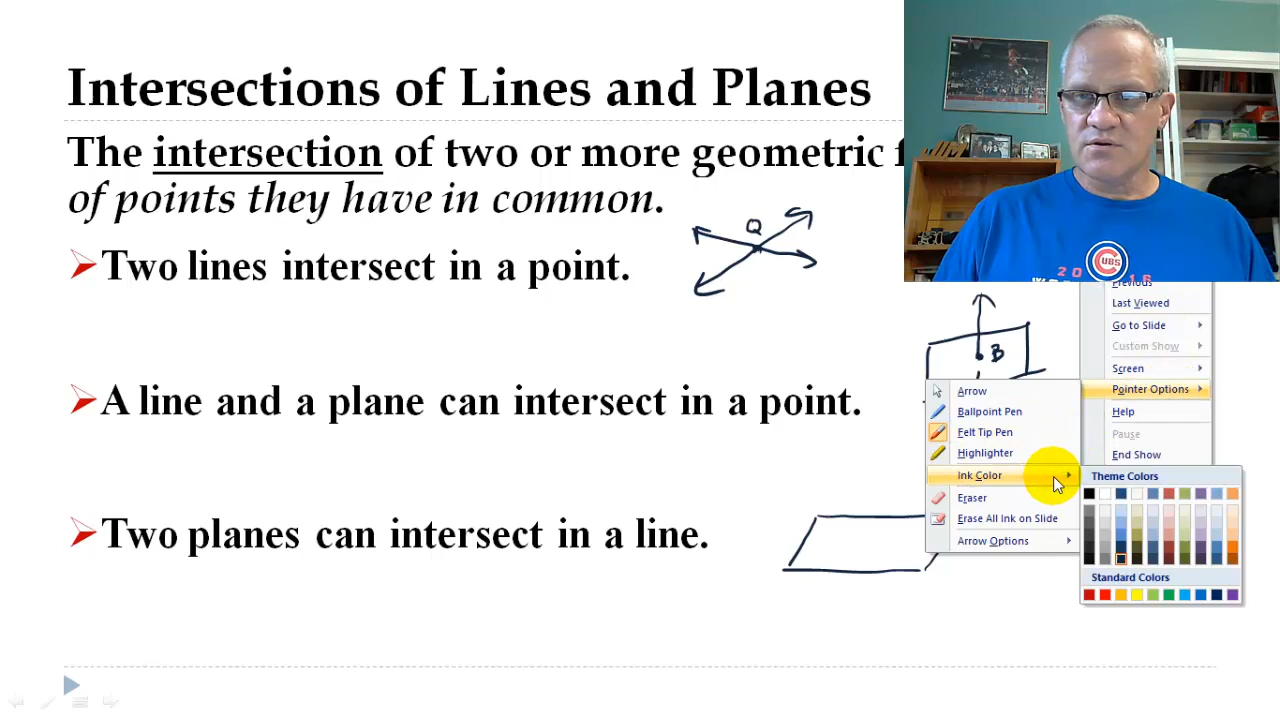 Intersections of Lines and Planes
The intersection of two or more geometric
of points they have in common.
Q
Two lines intersect in a point.
CUBS
20 16
Previous
Last Viewed
Go to Slide
Custom Show
Screen
Pointer Options
Help
Pause
End Show
B
Arrow
Ballpoint Pen
Felt Tip Pen
Highlighter
Ink Color
Eraser
Erase All Ink on Slide
Arrow Options
Theme Colors
Standard Colors
A line and a plane can intersect in a point.
Two planes can intersect in a line.